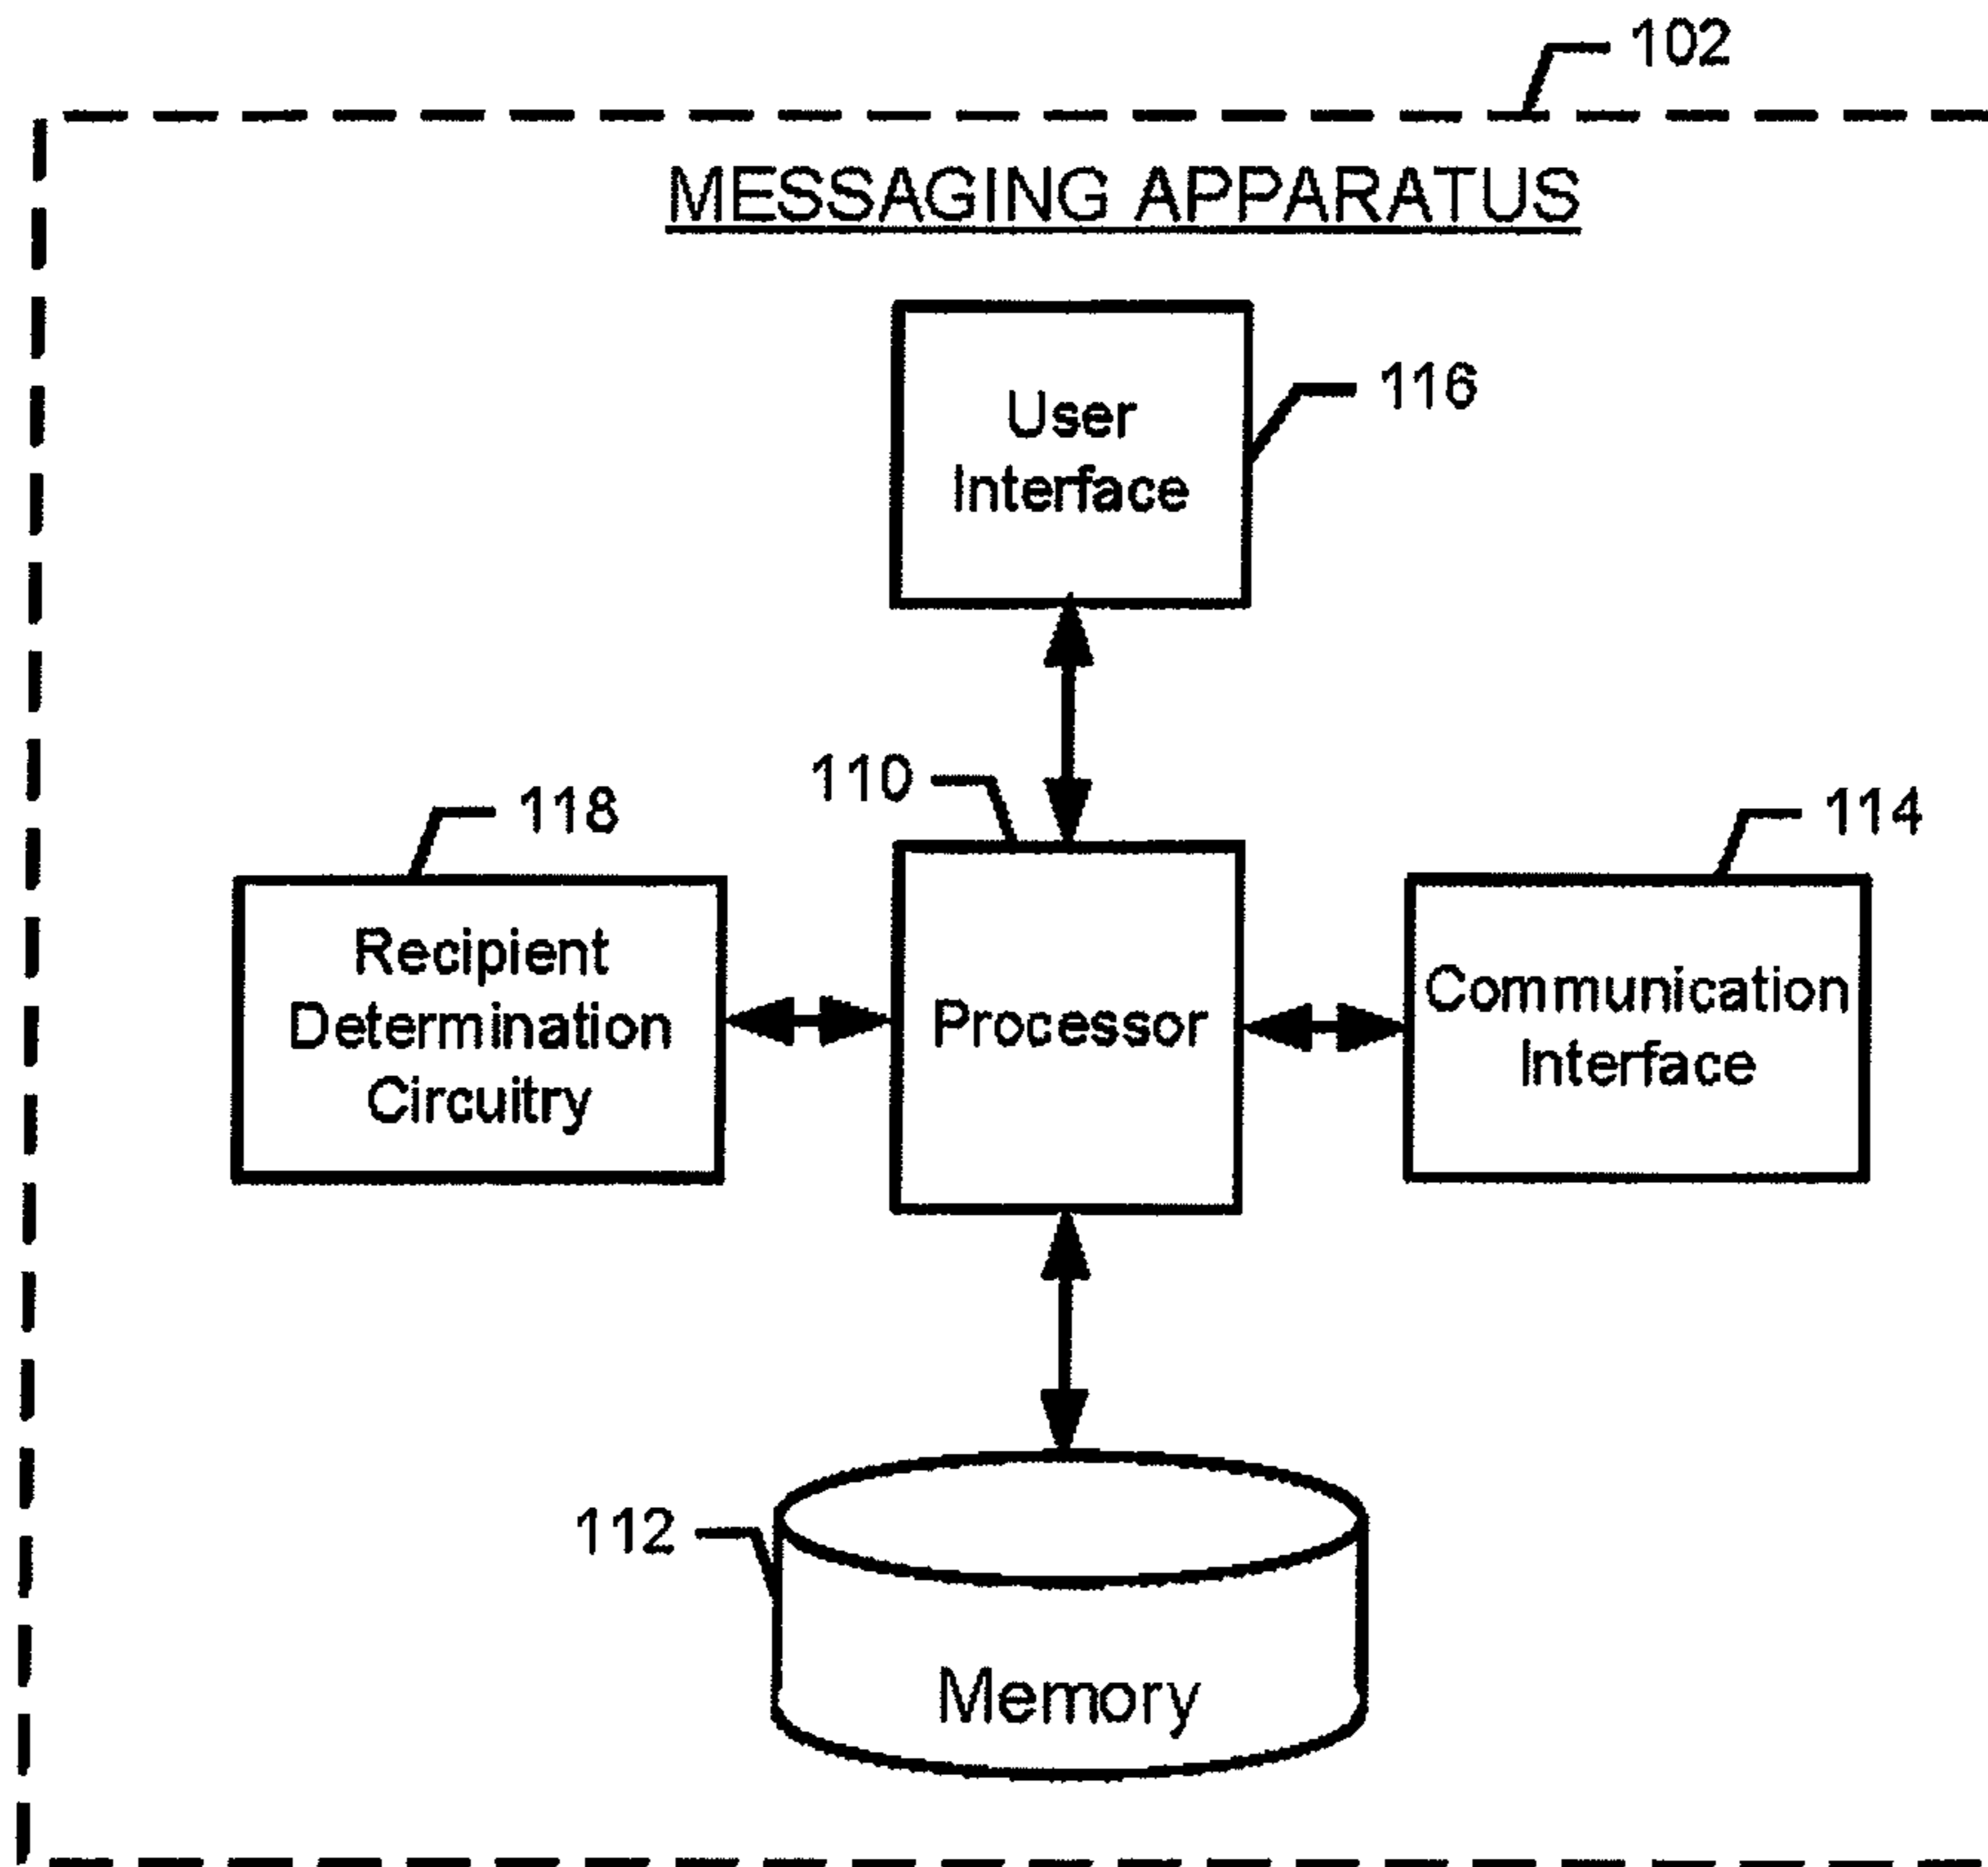 102
MESSAGING APPARATUS
User
Interface
116
110
118
114
Recipient
Determination
Circuitry
Processor
Communication
Interface
112
Memory